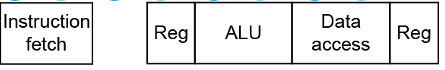 Instruction
fetch
Reg
ALU
Data
access
Reg